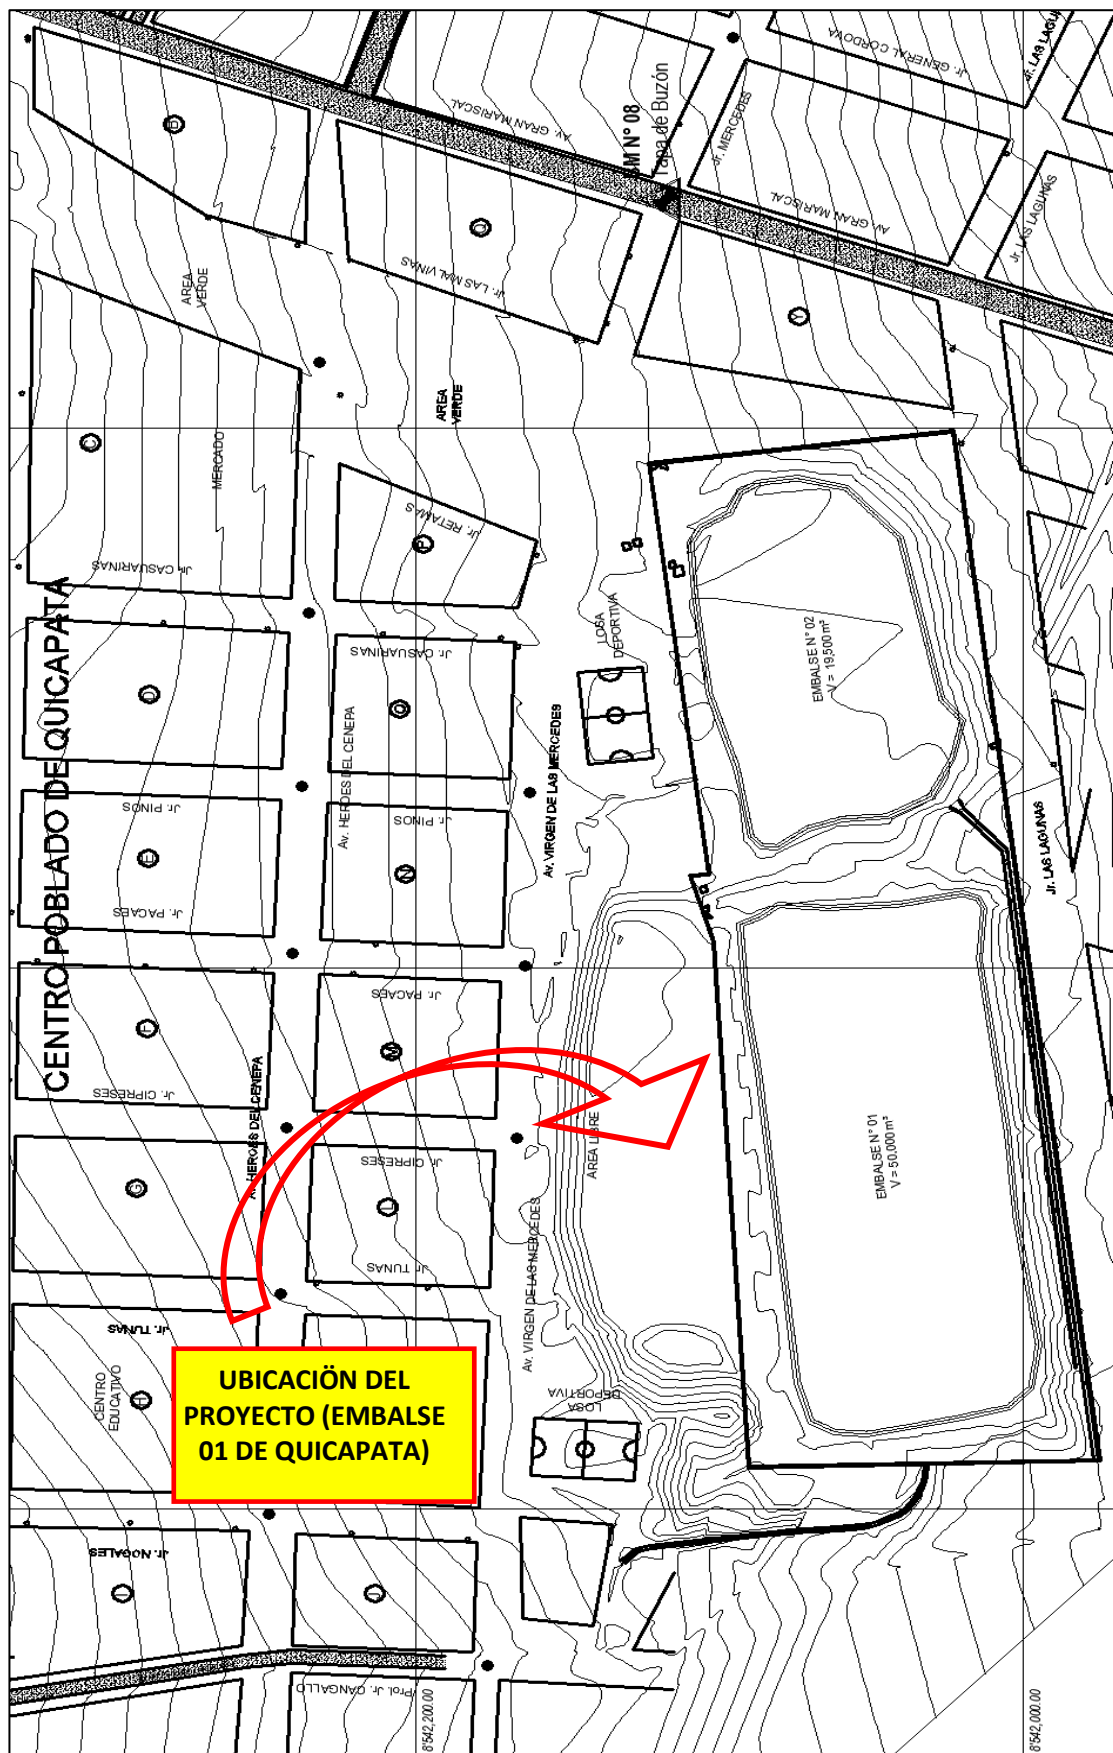 Jr. GENERAL CORDOVA
Jr. LAS LAGU
Av. GRAN MARISCAL
BM N° 08
Tapa de Buzón
Jr. MERCEDES
AV. GRAN MARISCAL
Jr. LAS LAGUNAS
B
Q
Jr. LAS MALVINAS
AREA
VERDE
Y
C
MERCADO
AREA
VERDE
Jr. RETAMAS
P
Jr. CASUARINAS
CENTRO POBLADO DE QUICAPATA
LOSA
DEPORTIVA
EMBALSE N° 02
V = 19,500 m³
D
Jr. CASUARINAS
O
Av. HEROES DEL CENEPA
Av. VIRGEN DE LAS MERCEDES
Jr. PINOS
Jr. PINOS
E
N
Jr. LAS LAGUNAS
Jr. PACAES
Jr. PACAES
F
M
Jr. CIPRESES
Av. HEROES DEL CENEPA
AREA LIBRE
EMBALSE N° 01
V = 50,000 m³
G
Jr. CIPRESES
L
Jr. TUNAS
Av. VIRGEN DE LAS MERCEDES
Jr. TUNAS
CENTRO
EDUCATIVO
H
LOSA
DEPORTIVA
UBICACIÖN DEL
PROYECTO (EMBALSE
01 DE QUICAPATA)
Jr. NOGALES
I
J
Prol. Jr. CANGALLO
8'542,200.00
8'542,000.00